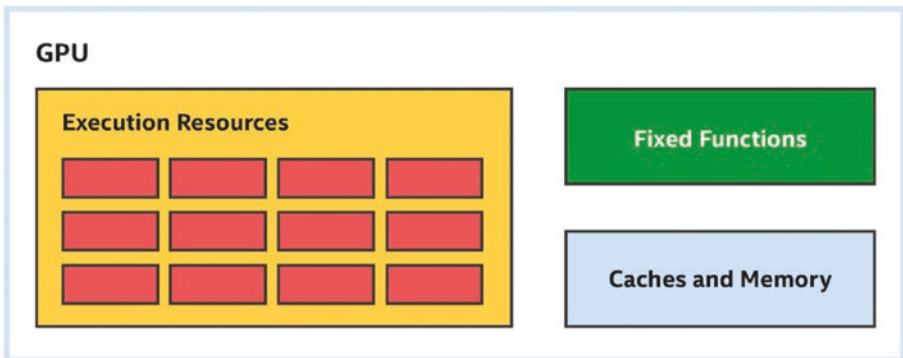 GPU
Execution Resources
Fixed Functions
Caches and Memory